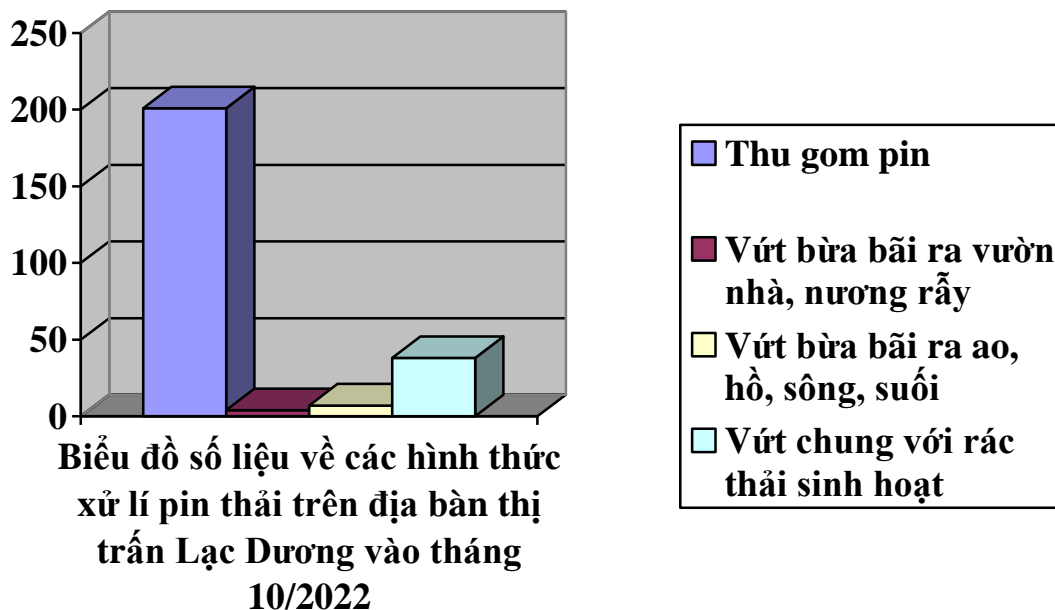 250
200
150
100
50
0
Biểu đồ số liệu về các hình thức
xử lí pin thải trên địa bàn thị
trấn Lạc Dương vào tháng
10/2022
Thu gom pin
Vứt bừa bãi ra vườn
nhà, nương rẫy
Vứt bừa bãi ra ao,
hồ, sông, suối
Vứt chung với rác
thải sinh hoạt